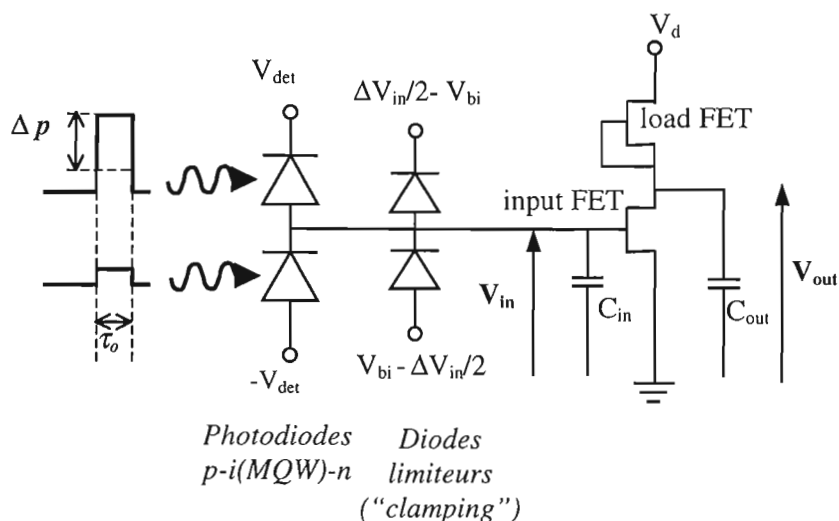 V_d
V_det
ΔV_in/2- V_bi
Δp
load FET
input FET
V_in
C_in
C_out
V_out
τ_o
-V_det
V_bi - ΔV_in/2
Photodiodes
p-i(MQW)-n
Diodes
limiteurs
(“clamping”)